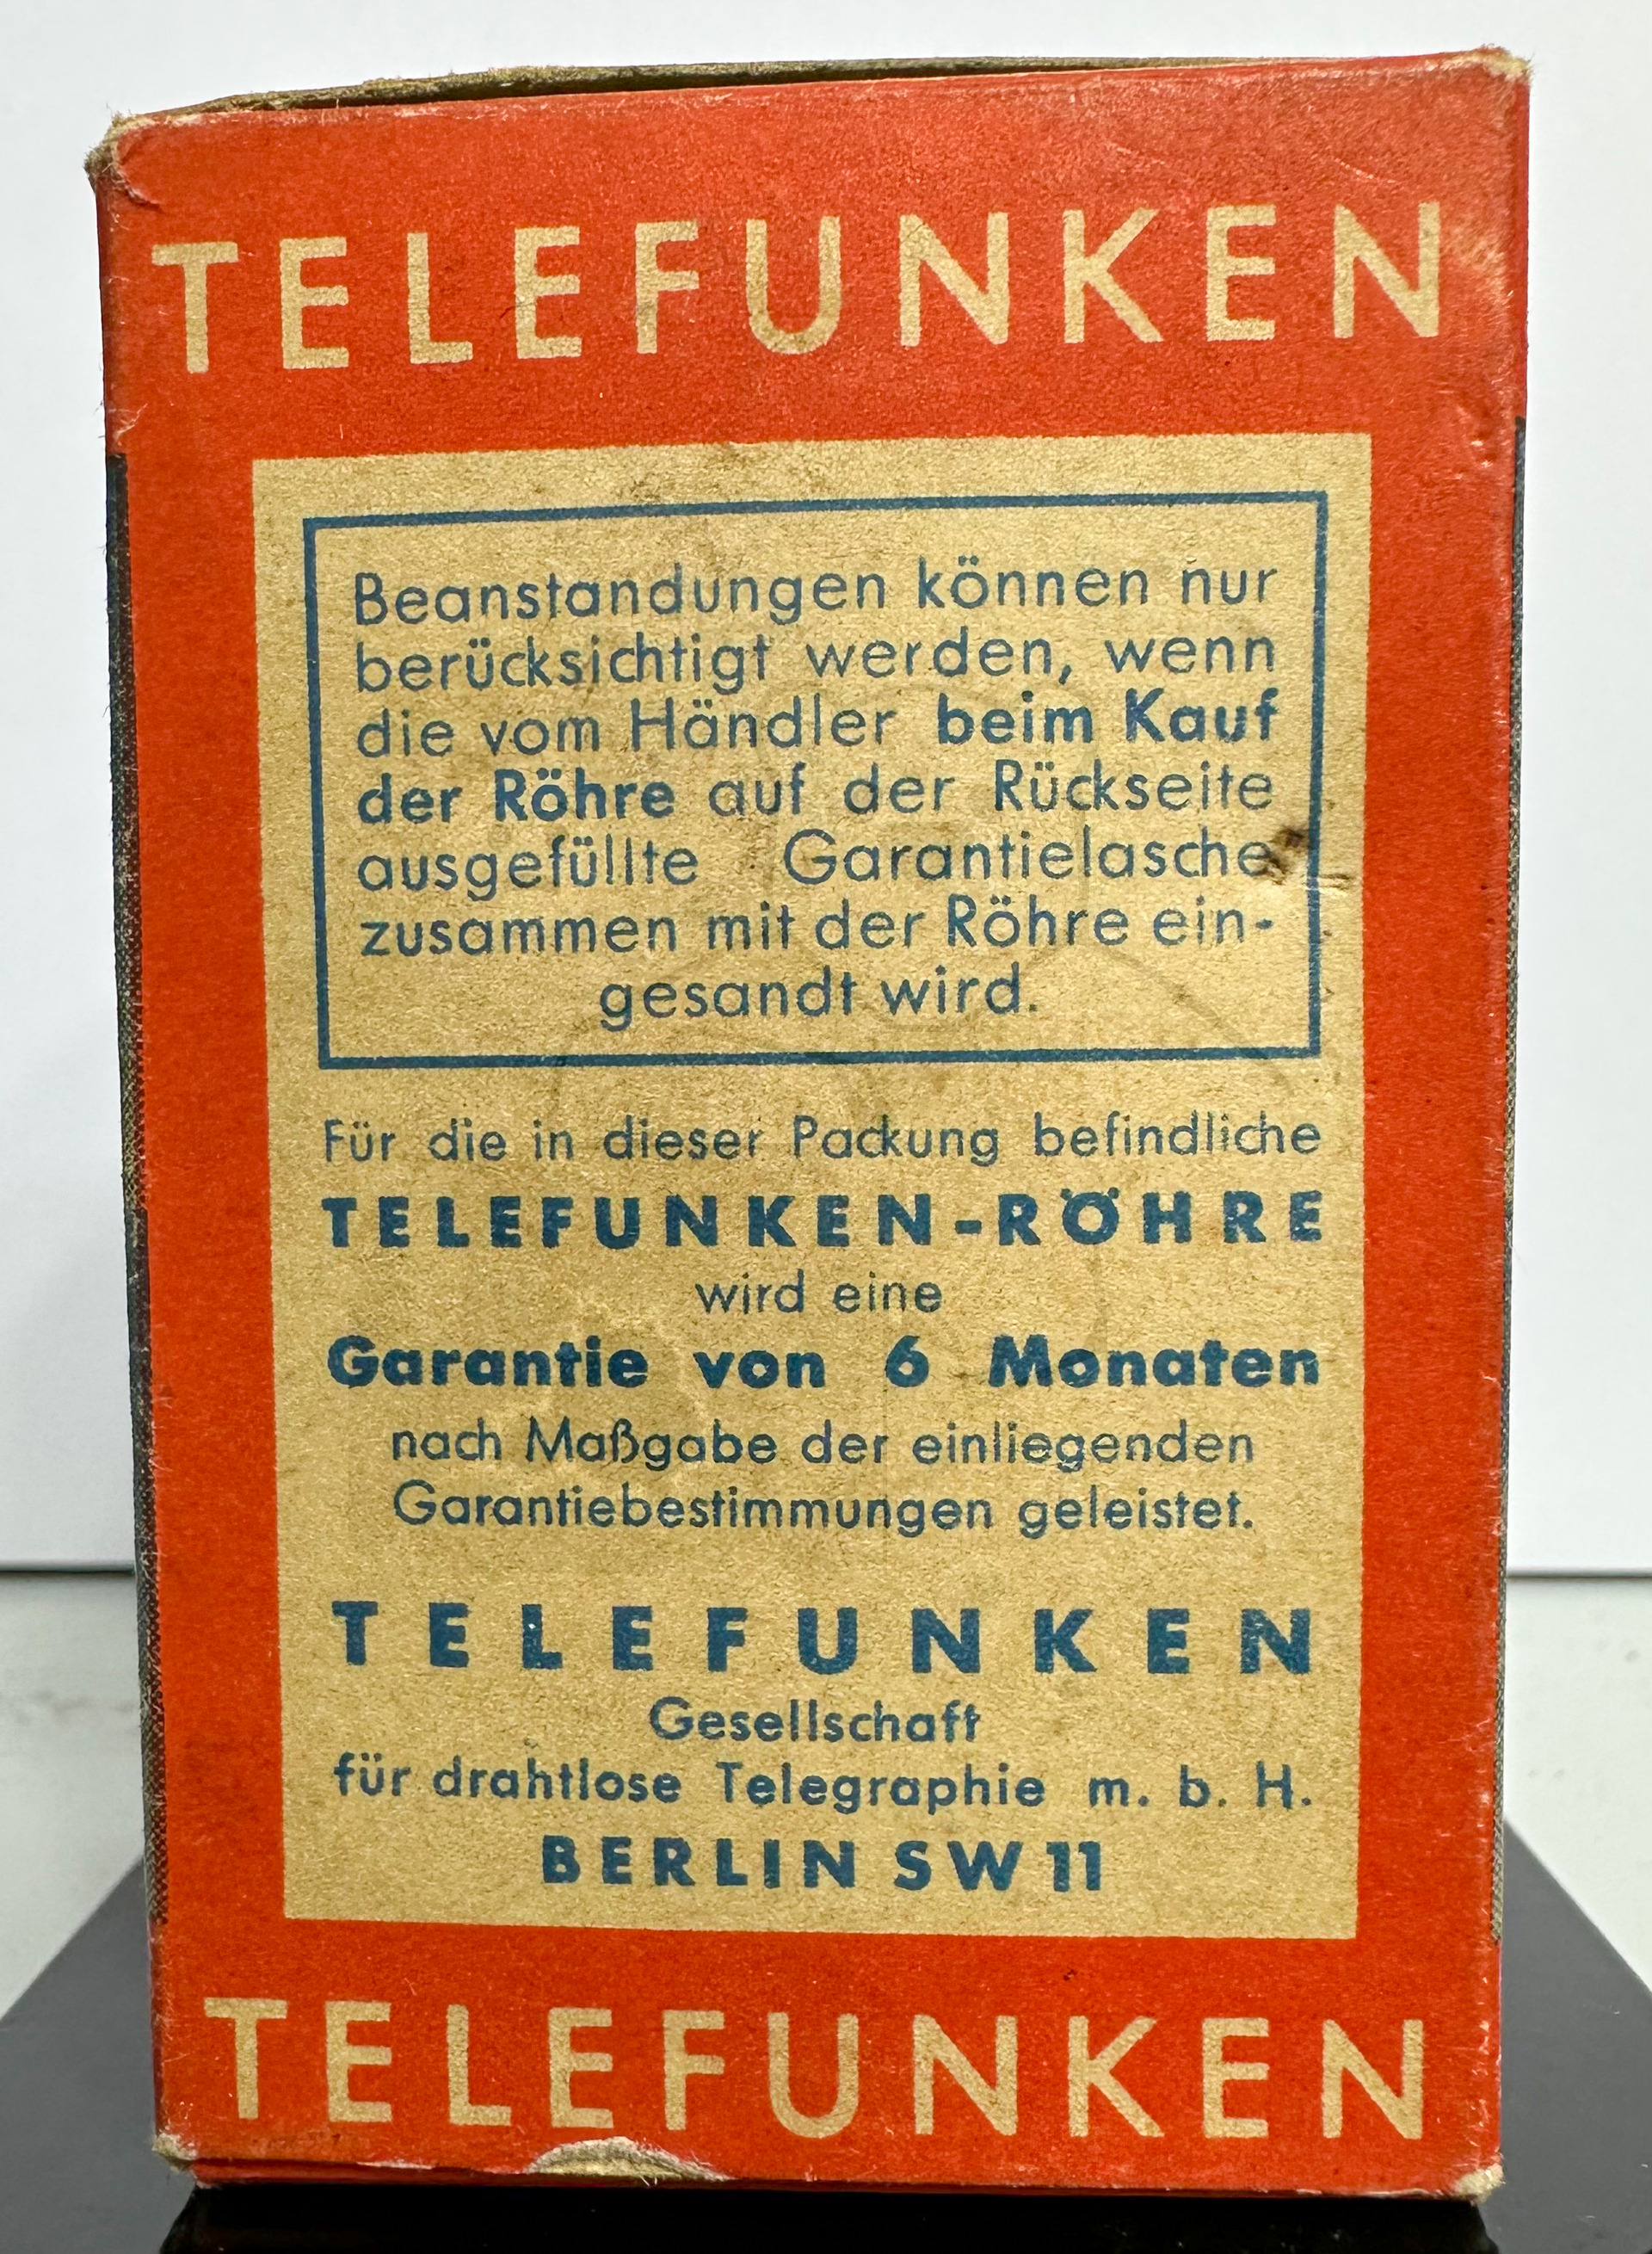 TELEFUNKEN
Beanstandungen können nur
berücksichtigt werden, wenn
die vom Händler beim Kauf
der Röhre auf der Rückseite
ausgefüllte Garantielasche
zusammen mit der Röhre ein-
gesandt wird.
Für die in dieser Packung befindliche
TELEFUNKEN-RÖHRE
wird eine
Garantie von 6 Monaten
nach Maßgabe der einliegenden
Garantiebestimmungen geleistet.
TELEFUNKEN
Gesellschaft
für drahtlose Telegraphie m. b. H.
BERLIN SW 11
TELEFUNKEN